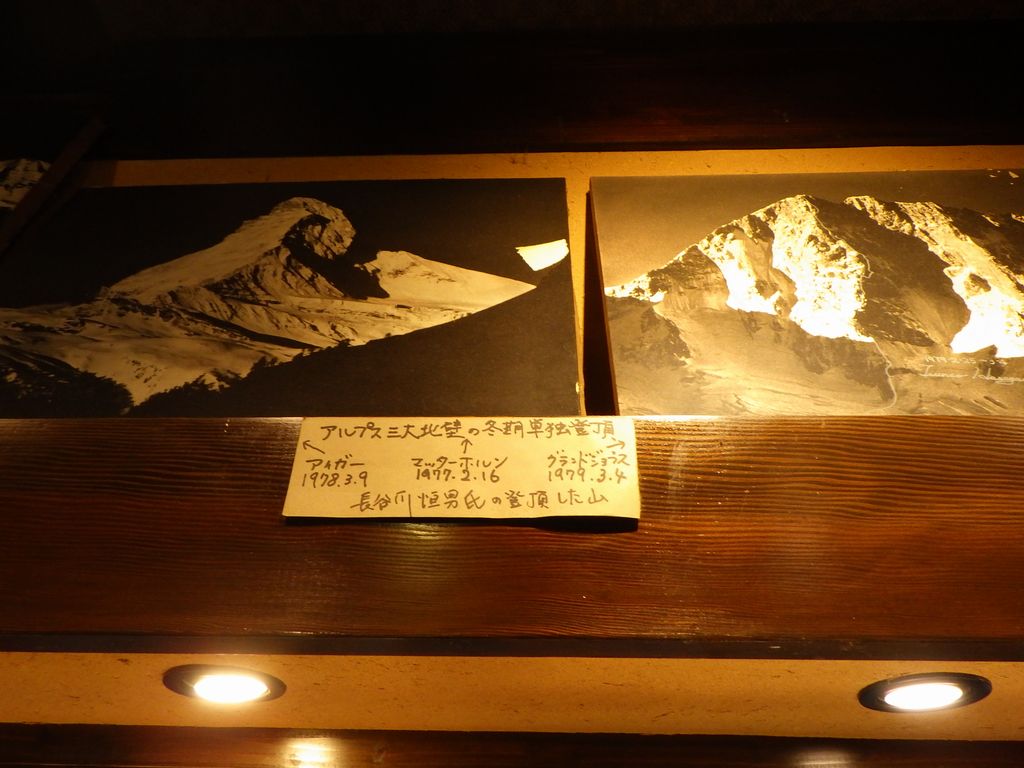 アルプス三大北壁の冬期単独登頂
アイガー マッターホルン グランドジョラス
1978.3.9 1977.2.16 1979.3.4
長谷川恒男氏の登頂した山